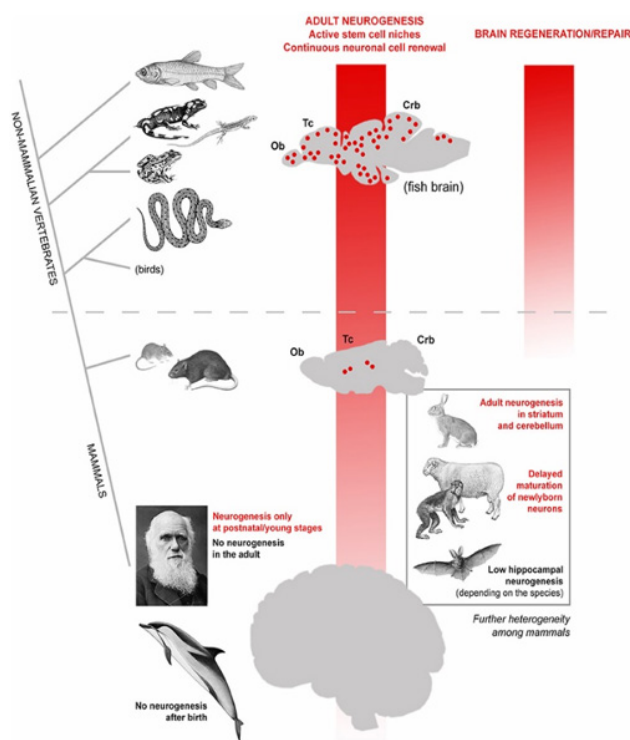 ADULT NEUROGENESIS
Active stem cell niches
Continuous neuronal cell renewal
BRAIN REGENERATION/REPAIR
NON-MAMMALIAN VERTEBRATES
Tc
Crb
Ob
(fish brain)
(birds)
Tc
Ob
Crb
MAMMALS
Adult neurogenesis
in striatum
and cerebellum
Delayed
maturation
of newlyborn
neurons
Low hippocampal
neurogenesis
(depending on the species)
Further heterogeneity
among mammals
Neurogenesis only
at postnatal/young stages
No neurogenesis
in the adult
No neurogenesis
after birth